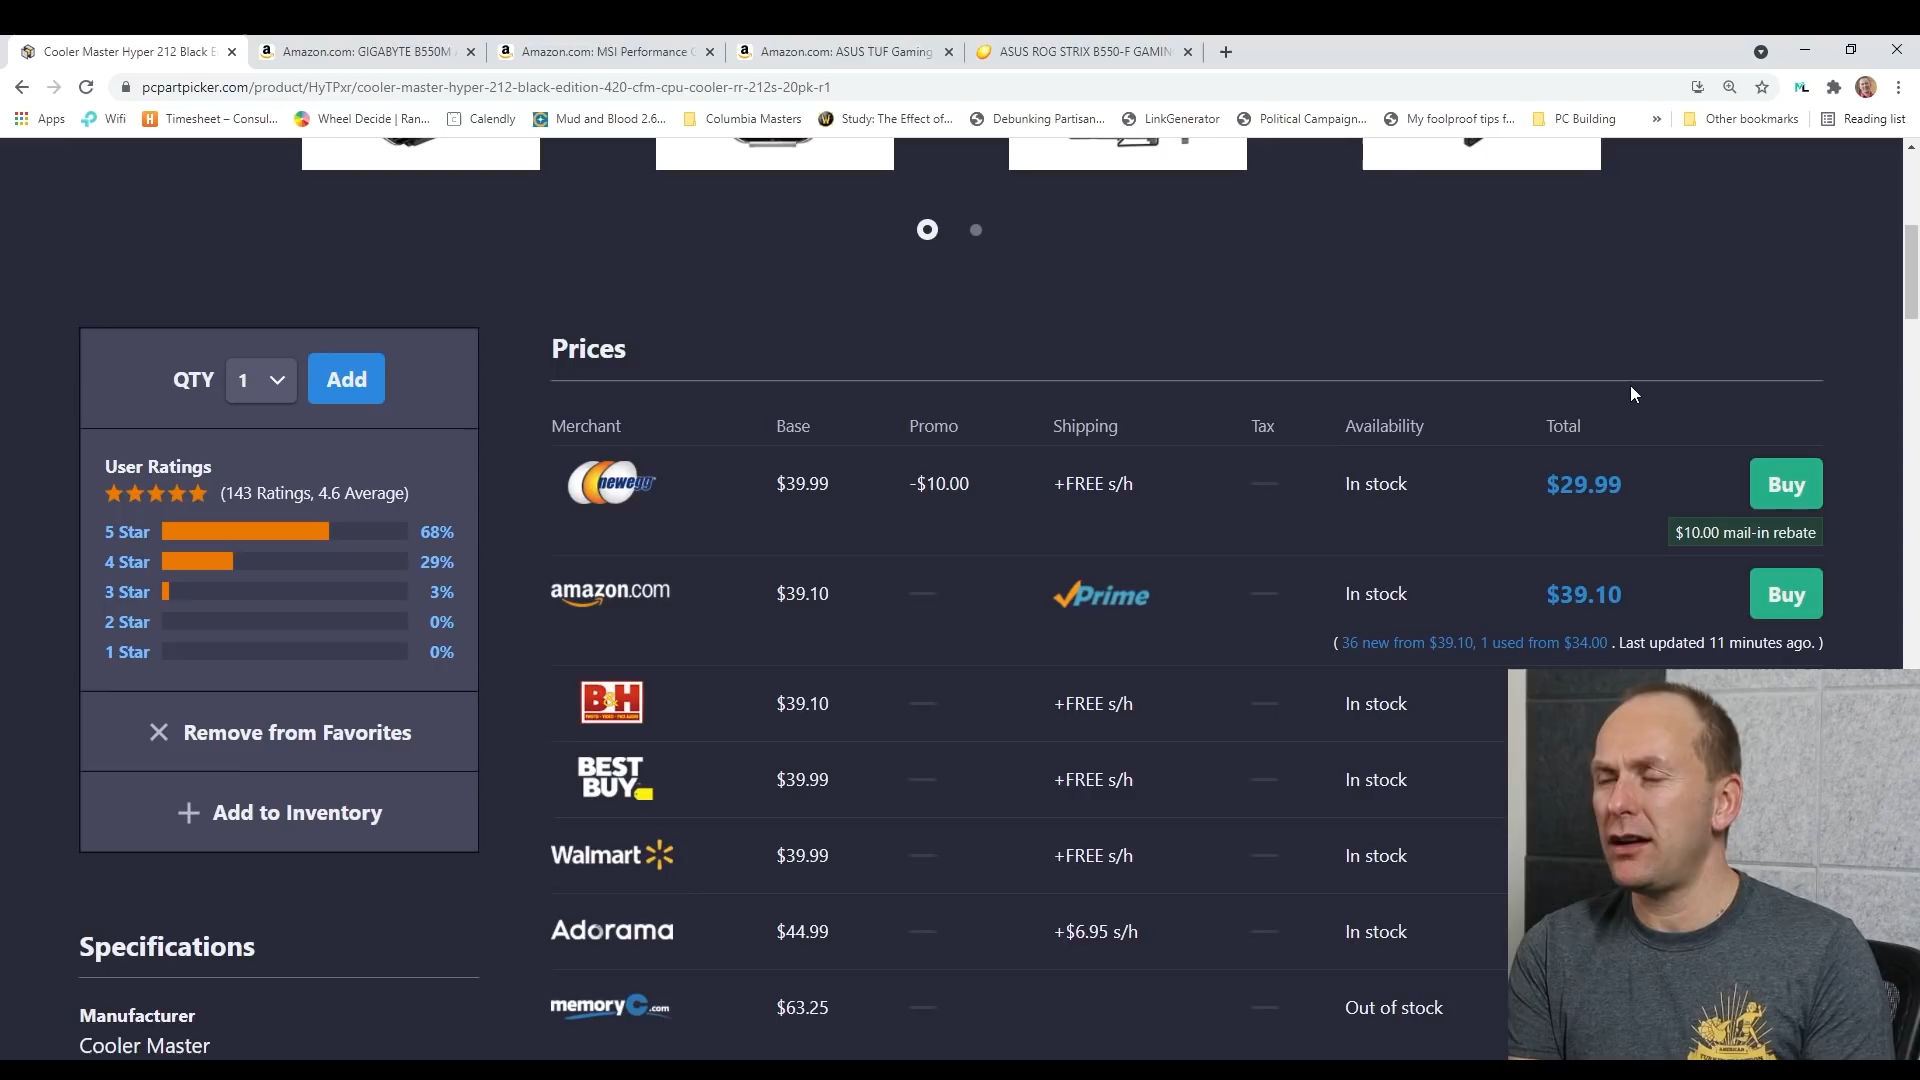 Cooler Master Hyper 212 Black E
Amazon.com: GIGABYTE B550M
Amazon.com: MSI Performance
Amazon.com: ASUS TUF Gaming
ASUS ROG STRIX B550-F GAMIN
pcpartpicker.com/product/HyTPxr/cooler-master-hyper-212-black-edition-420-cfm-cpu-cooler-rr-212s-20pk-r1
Apps Wifi Timesheet – Consul... Wheel Decide | Ran... Calendly Mud and Blood 2.6... Columbia Masters Study: The Effect of... Debunking Partisan... LinkGenerator Political Campaign... My foolproof tips f... PC Building » Other bookmarks Reading list
QTY 1 Add
User Ratings
(143 Ratings, 4.6 Average)
5 Star 68%
4 Star 29%
3 Star 3%
2 Star 0%
1 Star 0%
Remove from Favorites
Add to Inventory
Specifications
Manufacturer
Cooler Master
Prices
Merchant Base Promo Shipping Tax Availability Total
newegg $39.99 -$10.00 +FREE s/h — In stock $29.99 Buy
$10.00 mail-in rebate
amazon.com $39.10 — Prime — In stock $39.10 Buy
( 36 new from $39.10, 1 used from $34.00 . Last updated 11 minutes ago. )
B&H $39.10 — +FREE s/h — In stock
BEST BUY $39.99 — +FREE s/h — In stock
Walmart $39.99 — +FREE s/h — In stock
Adorama $44.99 — +$6.95 s/h — In stock
memoryC.com $63.25 — — Out of stock